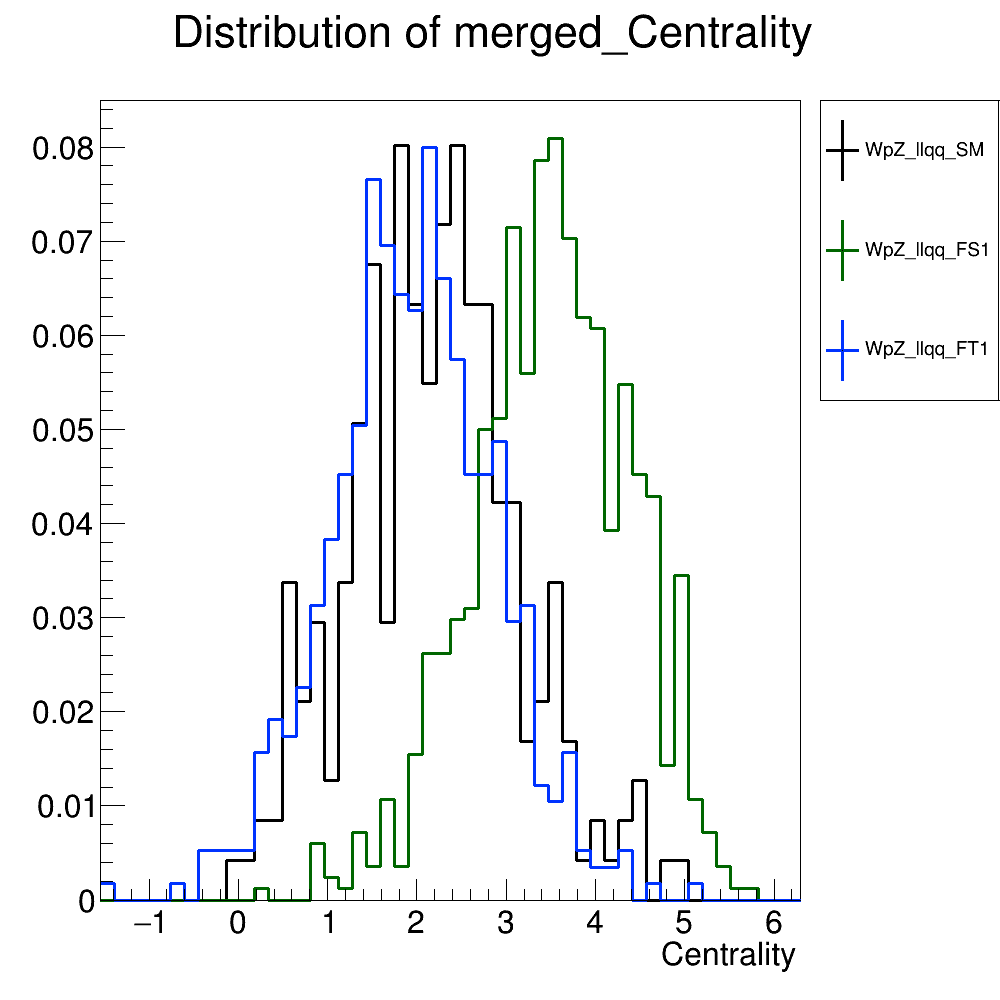 Distribution of merged_Centrality
WpZ_llqq_SM
WpZ_llqq_FS1
WpZ_llqq_FT1
0.08
0.07
0.06
0.05
0.04
0.03
0.02
0.01
0
−1 0 1 2 3 4 5 6
Centrality